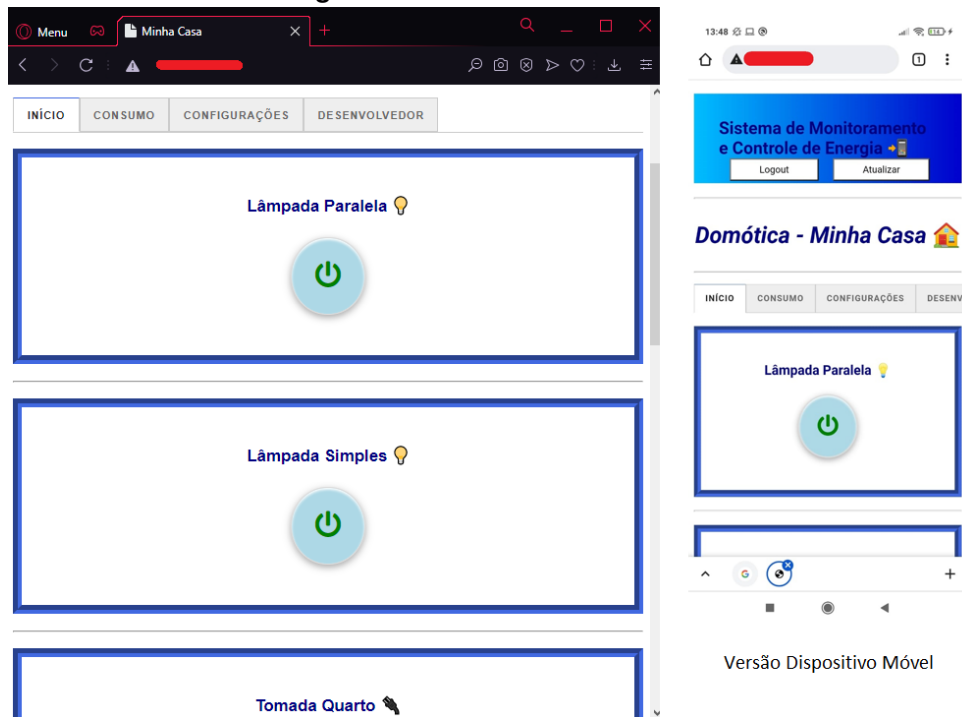 Menu
Minha Casa
INÍCIO
CONSUMO
CONFIGURAÇÕES
DESENVOLVEDOR
Lâmpada Paralela
Lâmpada Simples
Tomada Quarto
13:48
1
Sistema de Monitoramento
e Controle de Energia
Logout
Atualizar
Domótica - Minha Casa
INÍCIO
CONSUMO
CONFIGURAÇÕES
DESENV
Lâmpada Paralela
G
Versão Dispositivo Móvel